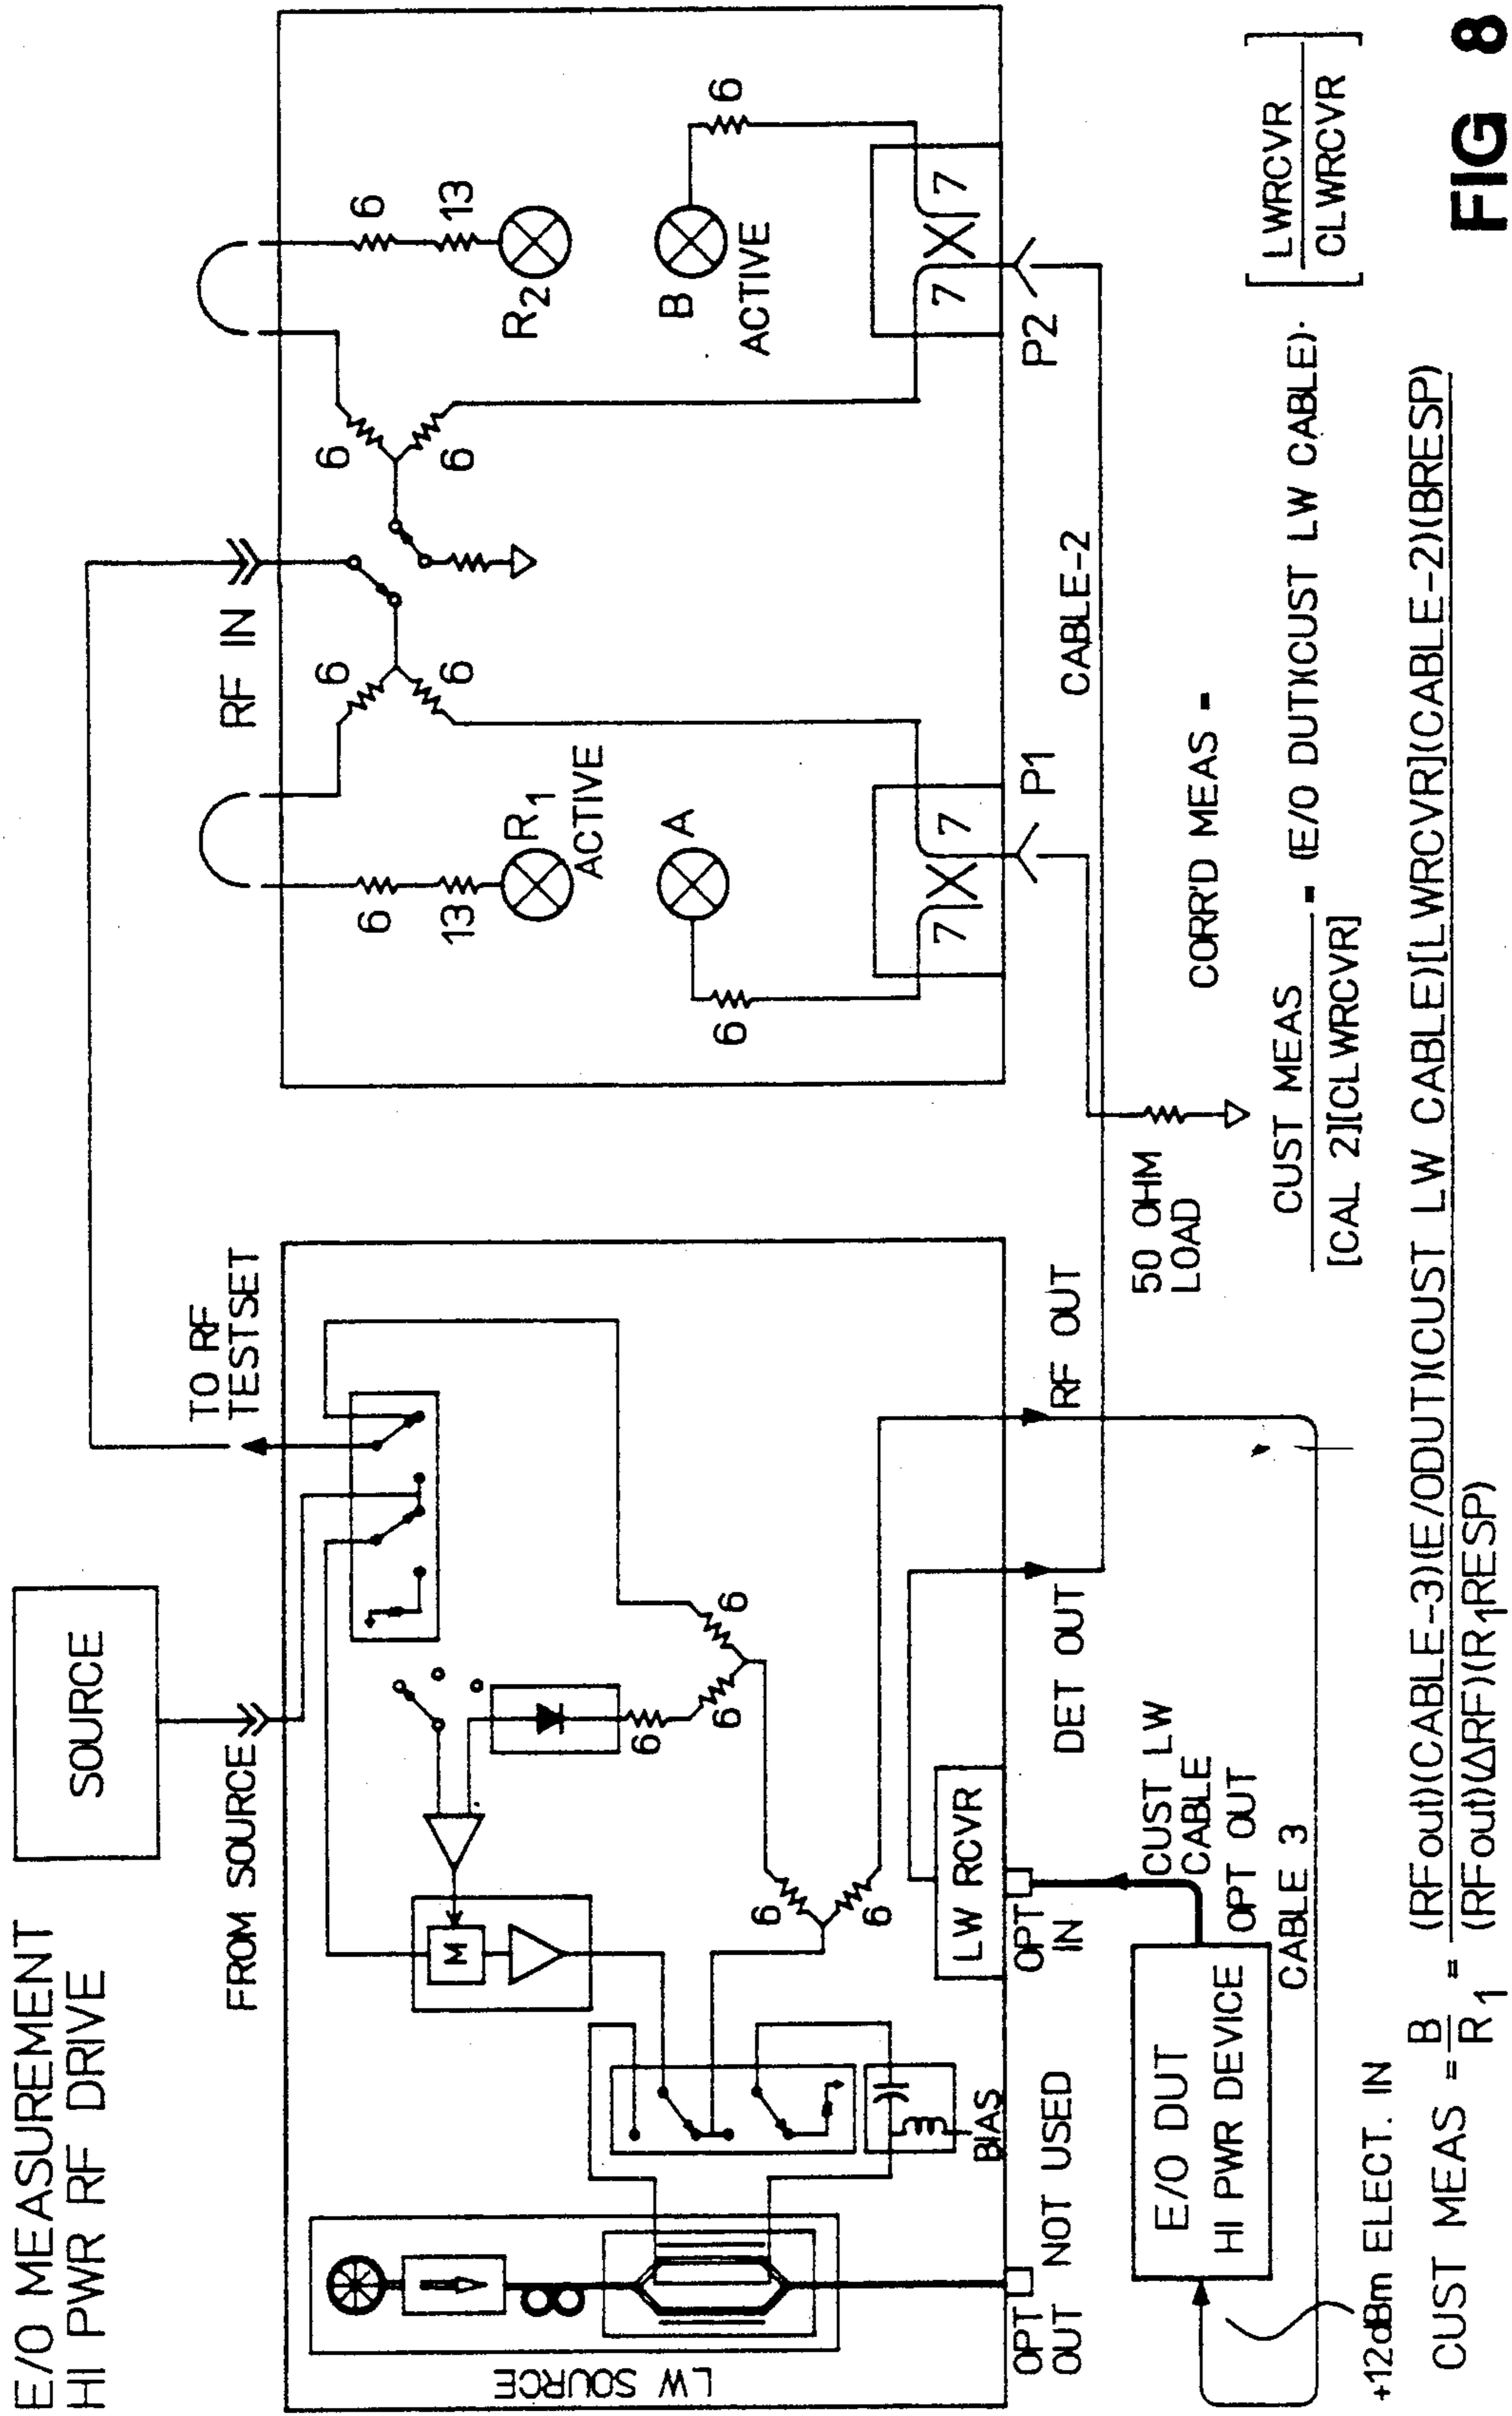 E/O MEASUREMENT
HI PWR RF DRIVE
SOURCE
FROM SOURCE
TO RF
TESTSET
RF IN
LW SOURCE
M
6
6
6
6
6
BIAS
LW RCVR
OPT
OUT
NOT USED
OPT
IN
DET OUT
RF OUT
E/O DUT
HI PWR DEVICE
CUST LW
CABLE
OPT OUT
CABLE 3
+12dBm ELECT. IN
50 OHM
LOAD
6
13
R1
ACTIVE
A
6
7
7
P1
6
6
6
6
6
13
R2
B
ACTIVE
6
7
7
P2
CABLE-2
CORR'D MEAS =
CUST MEAS
[CAL 2][CLWRCVR]
= (E/O DUT)(CUST LW CABLE)·
[LWRCVR
CLWRCVR]
CUST MEAS = B
R1
= (RFout)(CABLE-3)(E/ODUT)(CUST LW CABLE)[LWRCVR](CABLE-2)(BRESP)
(RFout)(ΔRF)(R1RESP)
FIG 8